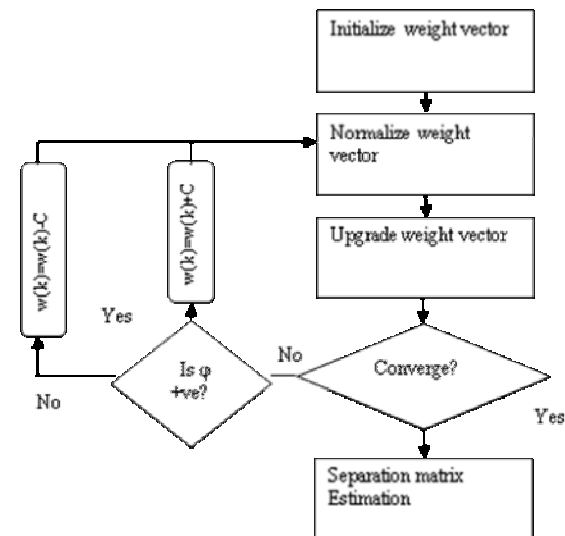 Initialize weight vector
Normalize weight
vector
Upgrade weight vector
Converge?
Yes
No
Is φ
+ve?
Yes
No
w(k)=w(k)+C
w(k)=w(k)-C
Separation matrix
Estimation